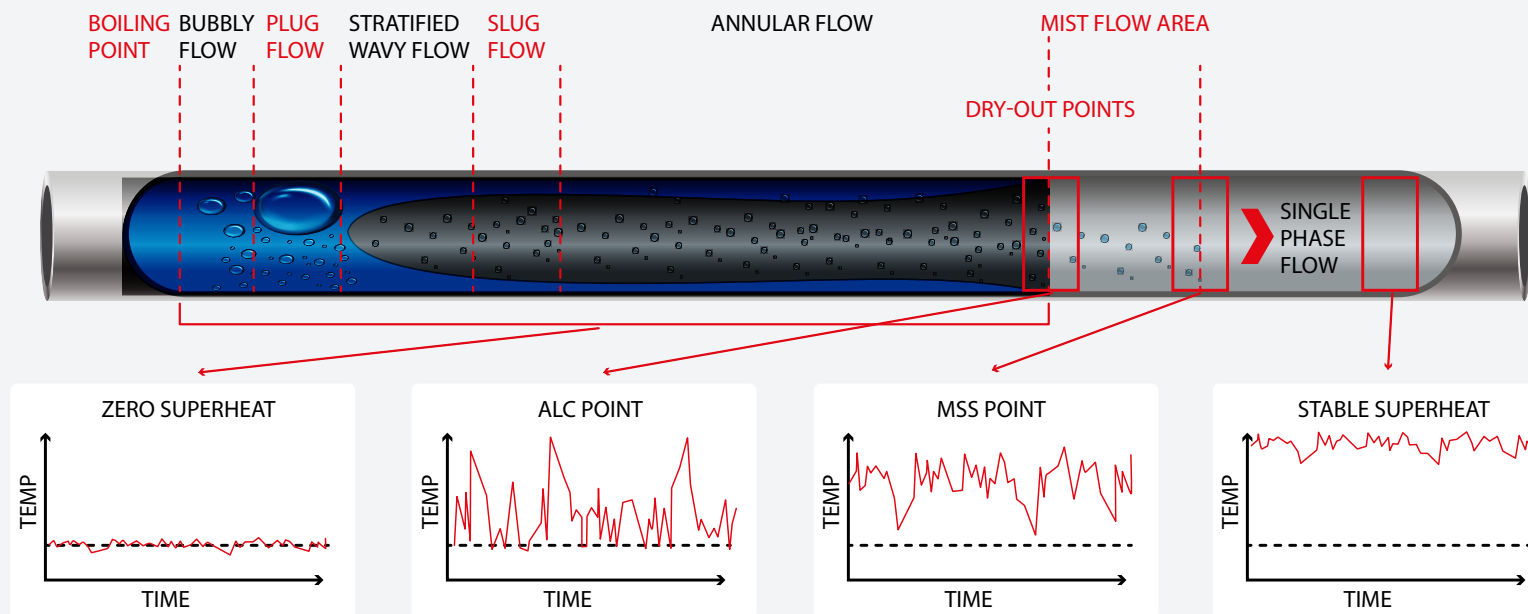 BOILING
POINT
BUBBLY
FLOW
PLUG
FLOW
STRATIFIED
WAVY FLOW
SLUG
FLOW
ANNULAR FLOW
MIST FLOW AREA
DRY-OUT POINTS
SINGLE
PHASE
FLOW
ZERO SUPERHEAT
TEMP
TIME
ALC POINT
TEMP
TIME
MSS POINT
TEMP
TIME
STABLE SUPERHEAT
TEMP
TIME